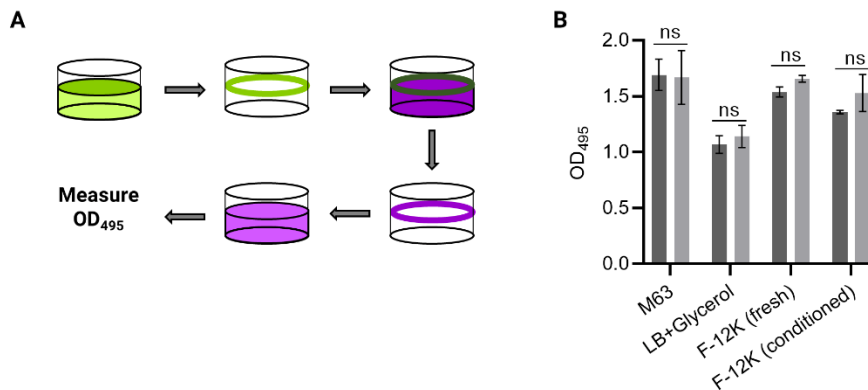 A
Measure
OD495
B
OD495
2.0
1.5
1.0
0.5
0.0
ns
ns
ns
ns
M63
LB+Glycerol
F-12K (fresh)
F-12K (conditioned)